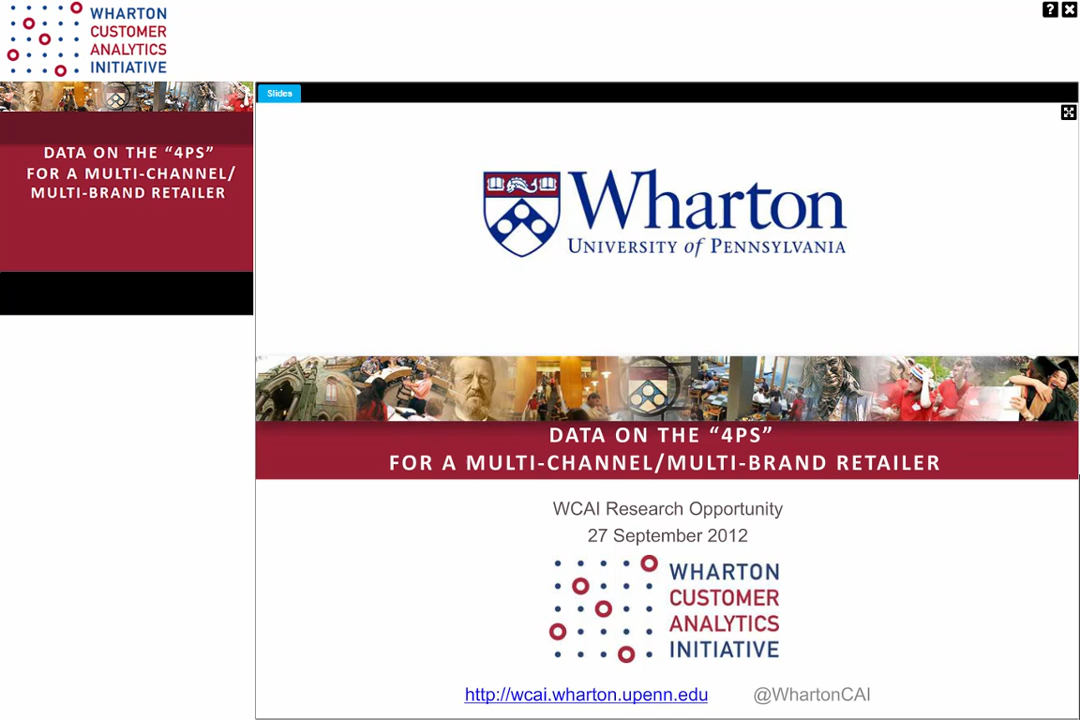 WHARTON
CUSTOMER
ANALYTICS
INITIATIVE
?
DATA ON THE “4PS”
FOR A MULTI-CHANNEL/
MULTI-BRAND RETAILER
Slides
Wharton
UNIVERSITY of PENNSYLVANIA
DATA ON THE “4PS”
FOR A MULTI-CHANNEL/MULTI-BRAND RETAILER
WCAI Research Opportunity
27 September 2012
WHARTON
CUSTOMER
ANALYTICS
INITIATIVE
http://wcai.wharton.upenn.edu @WhartonCAI